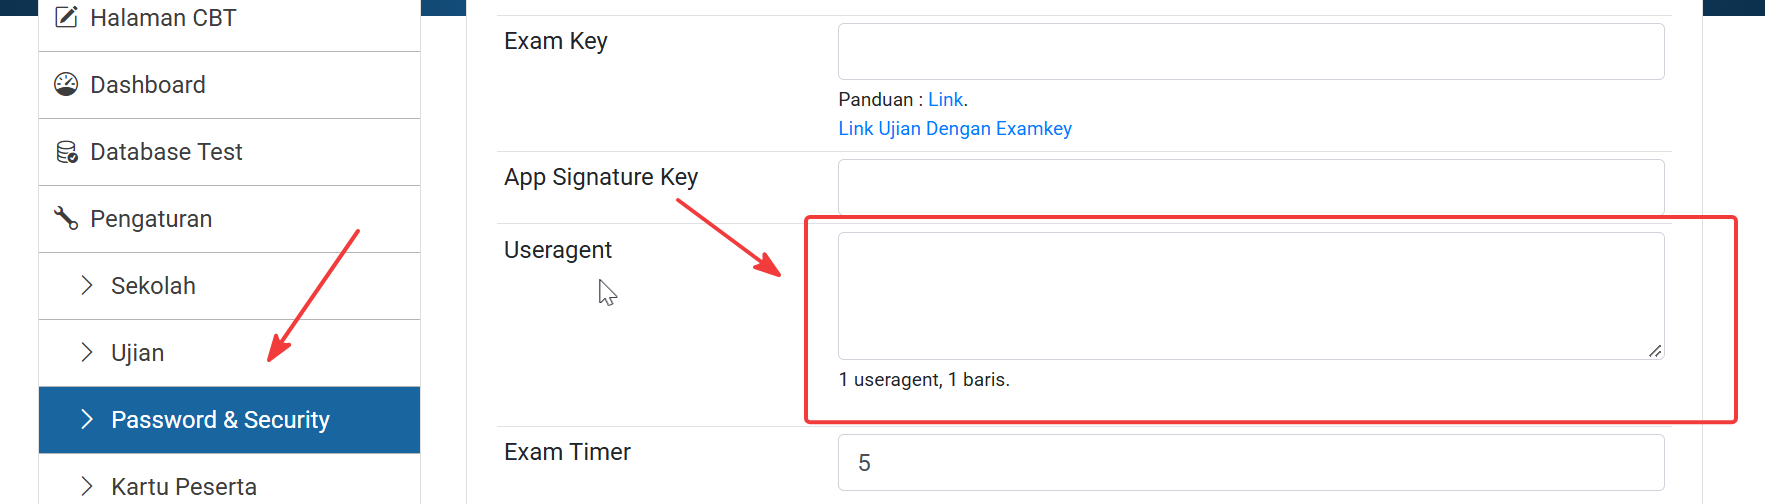 Halaman CBT
Dashboard
Database Test
Pengaturan
Sekolah
Ujian
Password & Security
Kartu Peserta
Exam Key
Panduan : Link.
Link Ujian Dengan Examkey
App Signature Key
Useragent
1 useragent, 1 baris.
Exam Timer
5